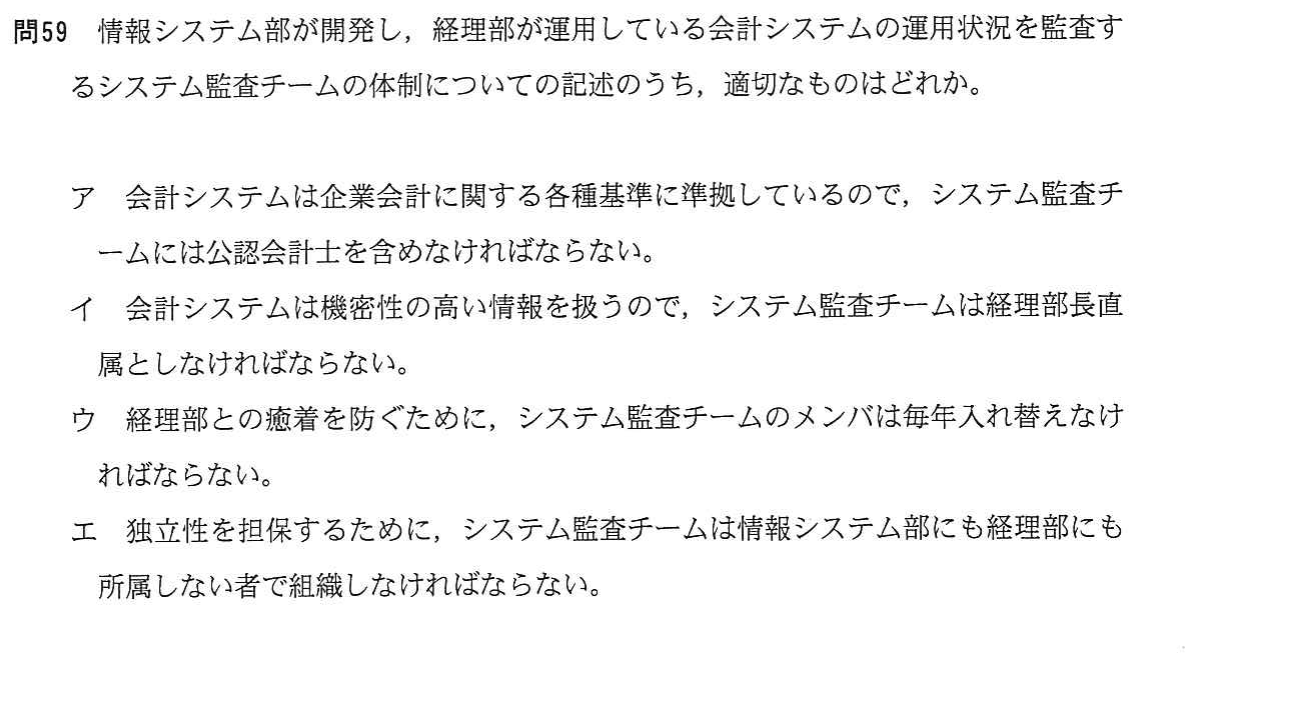 問59 情報システム部が開発し，経理部が運用している会計システムの運用状況を監査す
るシステム監査チームの体制についての記述のうち，適切なものはどれか。
ア 会計システムは企業会計に関する各種基準に準拠しているので，システム監査チ
ームには公認会計士を含めなければならない。
イ 会計システムは機密性の高い情報を扱うので，システム監査チームは経理部長直
属としなければならない。
ウ 経理部との癒着を防ぐために，システム監査チームのメンバは毎年入れ替えなけ
ればならない。
エ 独立性を担保するために，システム監査チームは情報システム部にも経理部にも
所属しない者で組織しなければならない。